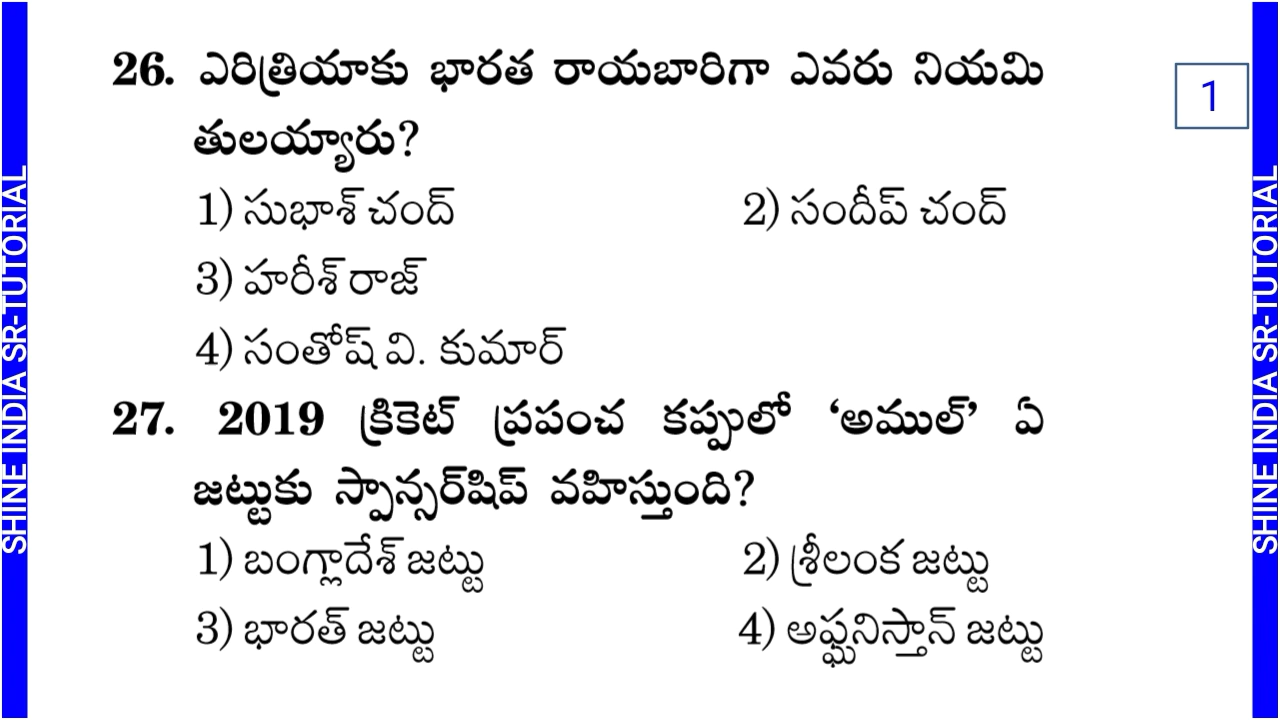 26. ఎరిత్రియాకు భారత రాయబారిగా ఎవరు నియమి
తులయ్యారు?
1) సుభాశ్ చంద్ 2) సందీప్ చంద్
3) హరీశ్ రాజ్
4) సంతోష్ వి. కుమార్
27. 2019 క్రికెట్ ప్రపంచ కప్పులో ‘అముల్’ ఏ
జట్టుకు స్పాన్సర్‌షిప్ వహిస్తుంది?
1) బంగ్లాదేశ్ జట్టు 2) శ్రీలంక జట్టు
3) భారత్ జట్టు 4) అఫ్ఘనిస్తాన్ జట్టు
1
SHINE INDIA SR-TUTORIAL
SHINE INDIA SR-TUTORIAL